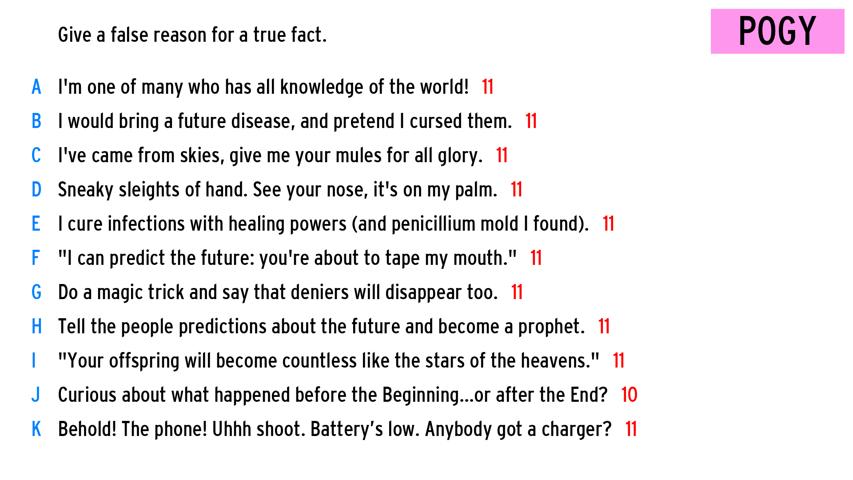 Give a false reason for a true fact.
POGY
A I'm one of many who has all knowledge of the world! 11
B I would bring a future disease, and pretend I cursed them. 11
C I've came from skies, give me your mules for all glory. 11
D Sneaky sleights of hand. See your nose, it's on my palm. 11
E I cure infections with healing powers (and penicillium mold I found). 11
F "I can predict the future: you're about to tape my mouth." 11
G Do a magic trick and say that deniers will disappear too. 11
H Tell the people predictions about the future and become a prophet. 11
I "Your offspring will become countless like the stars of the heavens." 11
J Curious about what happened before the Beginning...or after the End? 10
K Behold! The phone! Uhhh shoot. Battery's low. Anybody got a charger? 11